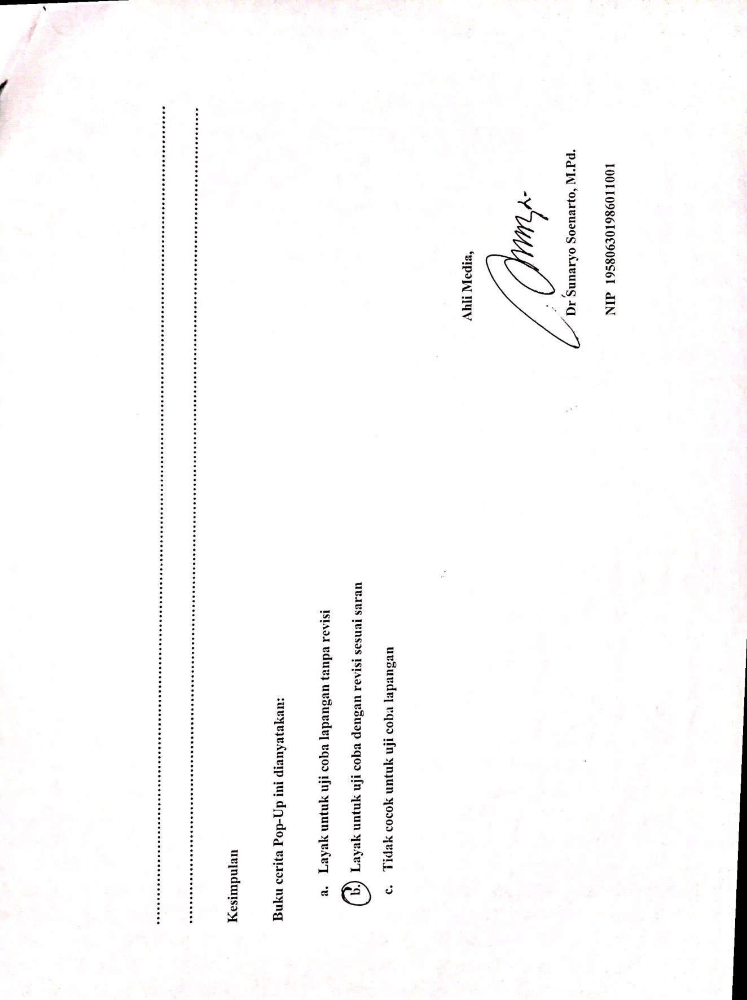 ........................................................................................................................
........................................................................................................................
Kesimpulan
Buku cerita Pop-Up ini dianyatakan:
a. Layak untuk uji coba lapangan tanpa revisi
b. Layak untuk uji coba dengan revisi sesuai saran
c. Tidak cocok untuk uji coba lapangan
Ahli Media,
Dr Sunaryo Soenarto, M.Pd.
NIP 195806301986011001